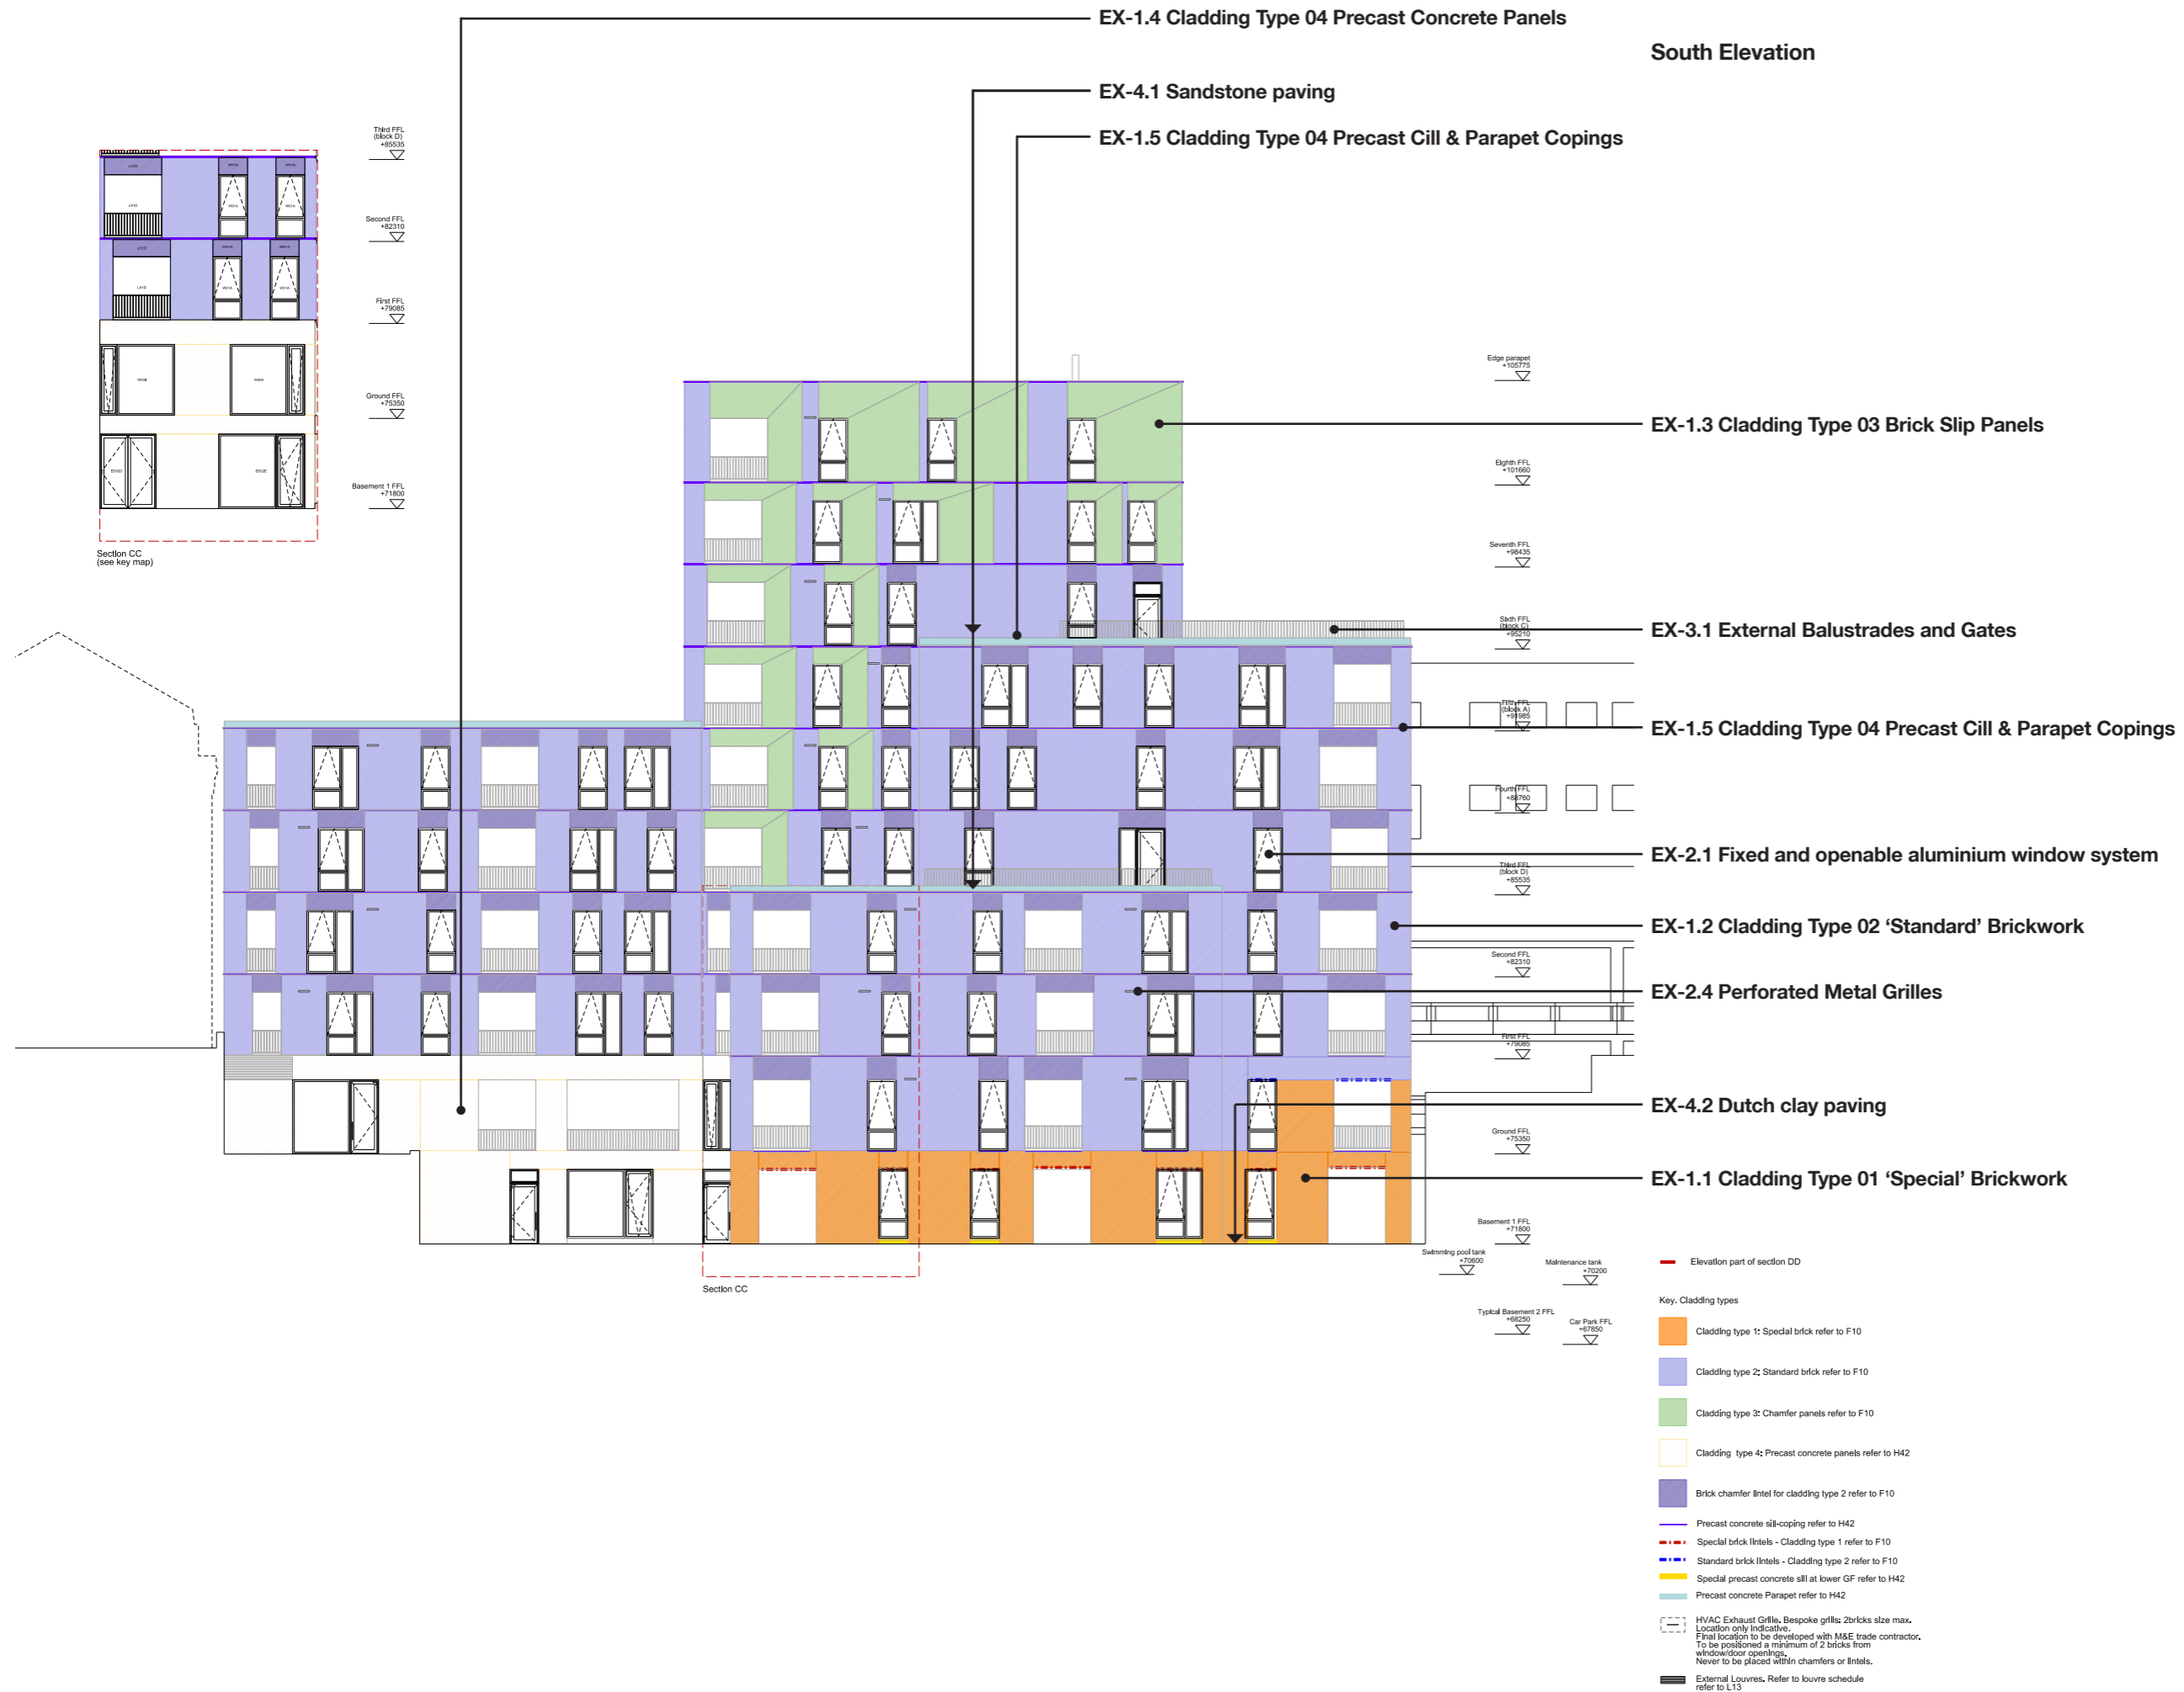 EX-1.4 Cladding Type 04 Precast Concrete Panels
South Elevation
EX-4.1 Sandstone paving
EX-1.5 Cladding Type 04 Precast Cill & Parapet Copings
Third FFL
(block D)
+85535
Second FFL
+82310
First FFL
+79085
Ground FFL
+75350
Basement 1 FFL
+71800
Section CC
(see key map)
Edge parapet
+105775
EX-1.3 Cladding Type 03 Brick Slip Panels
Eighth FFL
+101660
Seventh FFL
+98435
Sixth FFL
(block C)
+95210
EX-3.1 External Balustrades and Gates
Fifth FFL
(block A)
+91985
EX-1.5 Cladding Type 04 Precast Cill & Parapet Copings
Fourth FFL
+88760
EX-2.1 Fixed and openable aluminium window system
Third FFL
(block D)
+85535
EX-1.2 Cladding Type 02 ‘Standard’ Brickwork
Second FFL
+82310
EX-2.4 Perforated Metal Grilles
First FFL
+79085
EX-4.2 Dutch clay paving
Ground FFL
+75350
EX-1.1 Cladding Type 01 ‘Special’ Brickwork
Basement 1 FFL
+71800
Swimming pool tank
+70600
Maintenance tank
+70200
Section CC
Typical Basement 2 FFL
+68250
Car Park FFL
+67850
Elevation part of section DD
Key. Cladding types
Cladding type 1: Special brick refer to F10
Cladding type 2: Standard brick refer to F10
Cladding type 3: Chamfer panels refer to F10
Cladding type 4: Precast concrete panels refer to H42
Brick chamfer lintel for cladding type 2 refer to F10
Precast concrete sill-coping refer to H42
Special brick lintels - Cladding type 1 refer to F10
Standard brick lintels - Cladding type 2 refer to F10
Special precast concrete sill at lower GF refer to H42
Precast concrete Parapet refer to H42
HVAC Exhaust Grille. Bespoke grills: 2bricks size max.
Location only indicative.
Final location to be developed with M&E trade contractor.
To be positioned a minimum of 2 bricks from
window/door openings.
Never to be placed within chamfers or lintels.
External Louvres. Refer to louvre schedule
refer to L13